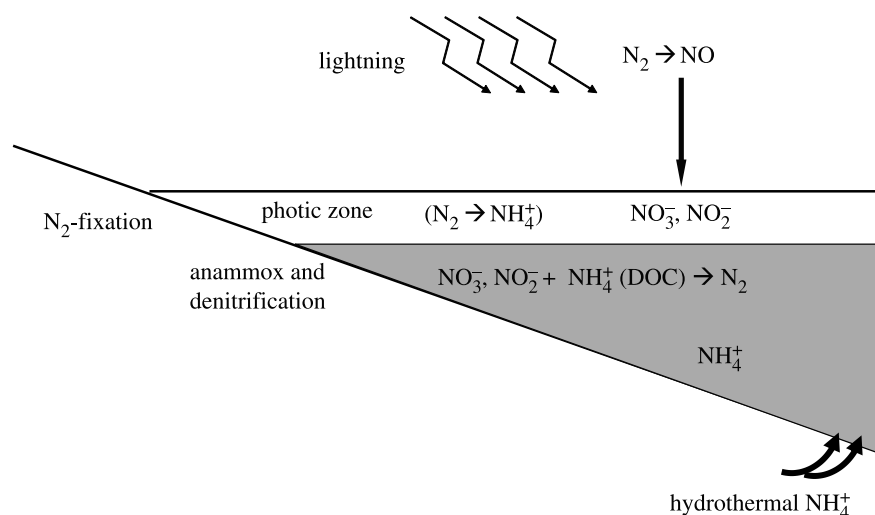 lightning
N₂ → NO
N₂-fixation
photic zone
(N₂ → NH₄⁺)
NO₃⁻, NO₂⁻
anammox and
denitrification
NO₃⁻, NO₂⁻ + NH₄⁺ (DOC) → N₂
NH₄⁺
hydrothermal NH₄⁺